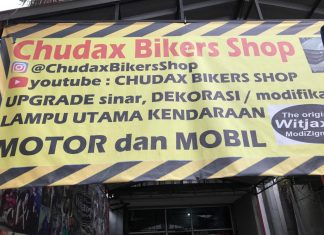 Chudax Bikers Shop
@ChudaxBikersShop
youtube : CHUDAX BIKERS SHOP
UPGRADE sinar, DEKORASI / modifika
LAMPU UTAMA KENDARAAN
MOTOR dan MOBIL
The original
Witjax
ModiZign